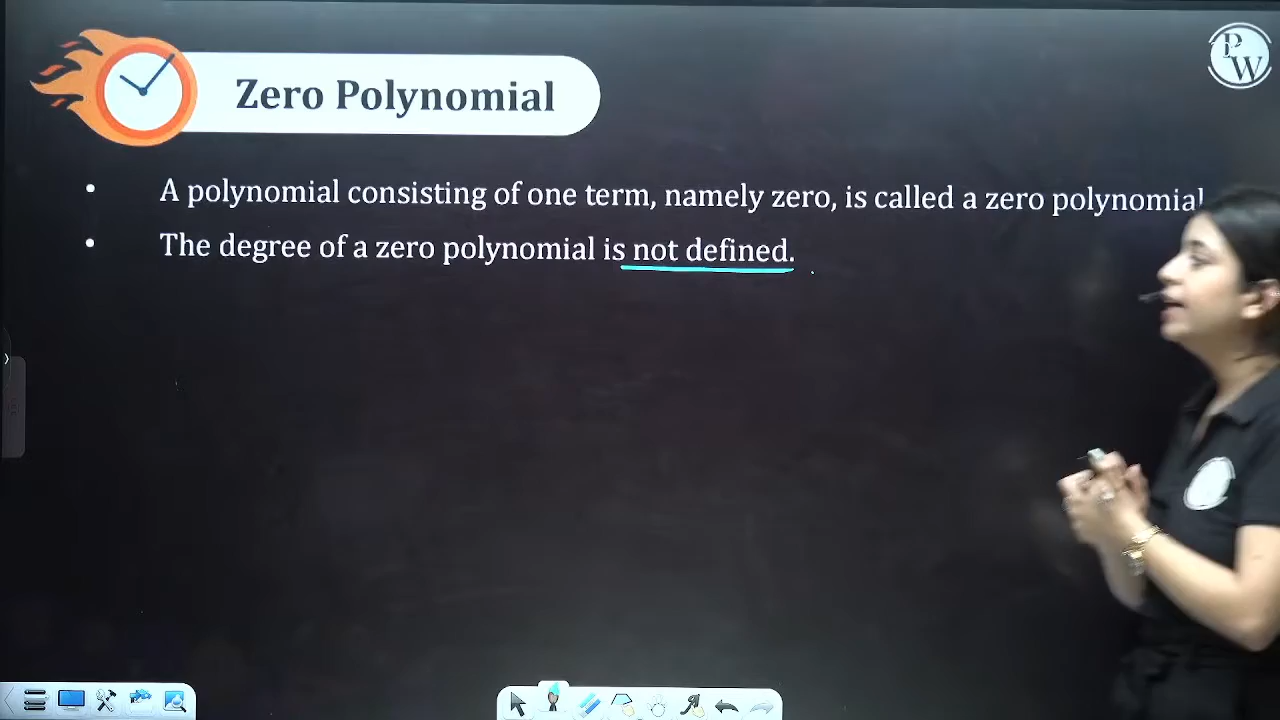 PW
Zero Polynomial
• A polynomial consisting of one term, namely zero, is called a zero polynomial
• The degree of a zero polynomial is not defined.